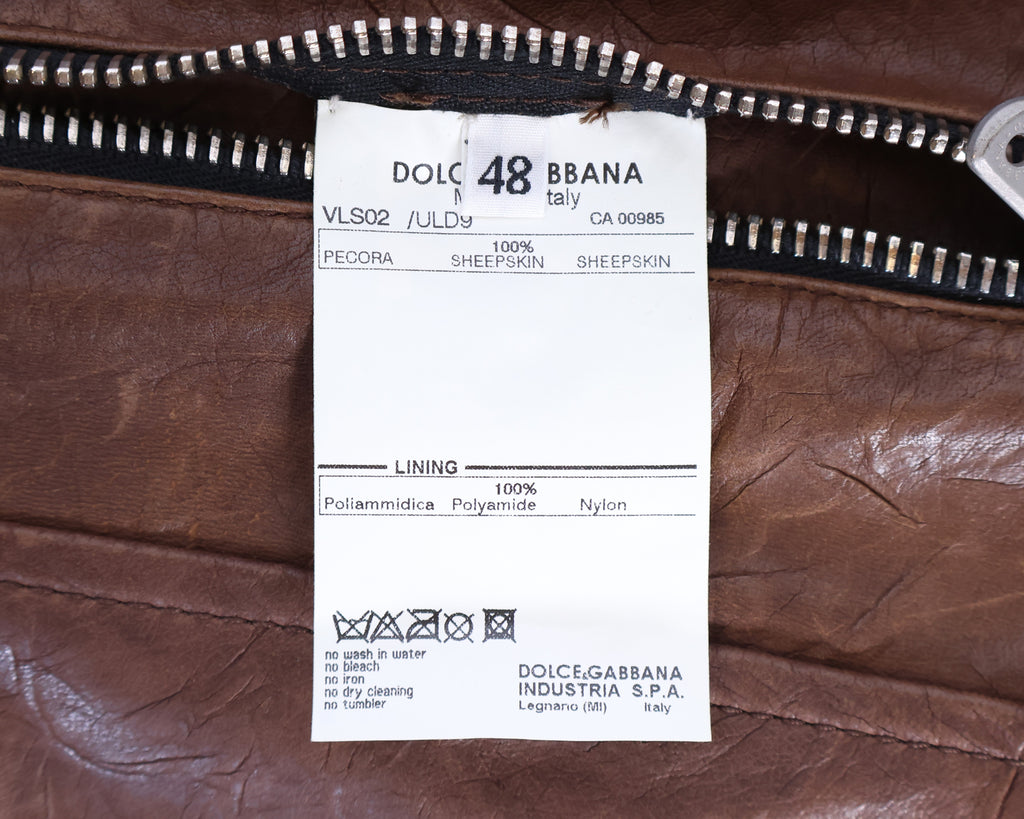 DOLC 48 BBANA
M taly
VLS02 /ULD9 CA 00985
100%
PECORA SHEEPSKIN SHEEPSKIN
LINING
100%
Poliammidica Polyamide Nylon
no wash in water
no bleach
no iron
no dry cleaning
no tumbler
DOLCE&GABBANA
INDUSTRIA S.P.A.
Legnano (MI) Italy